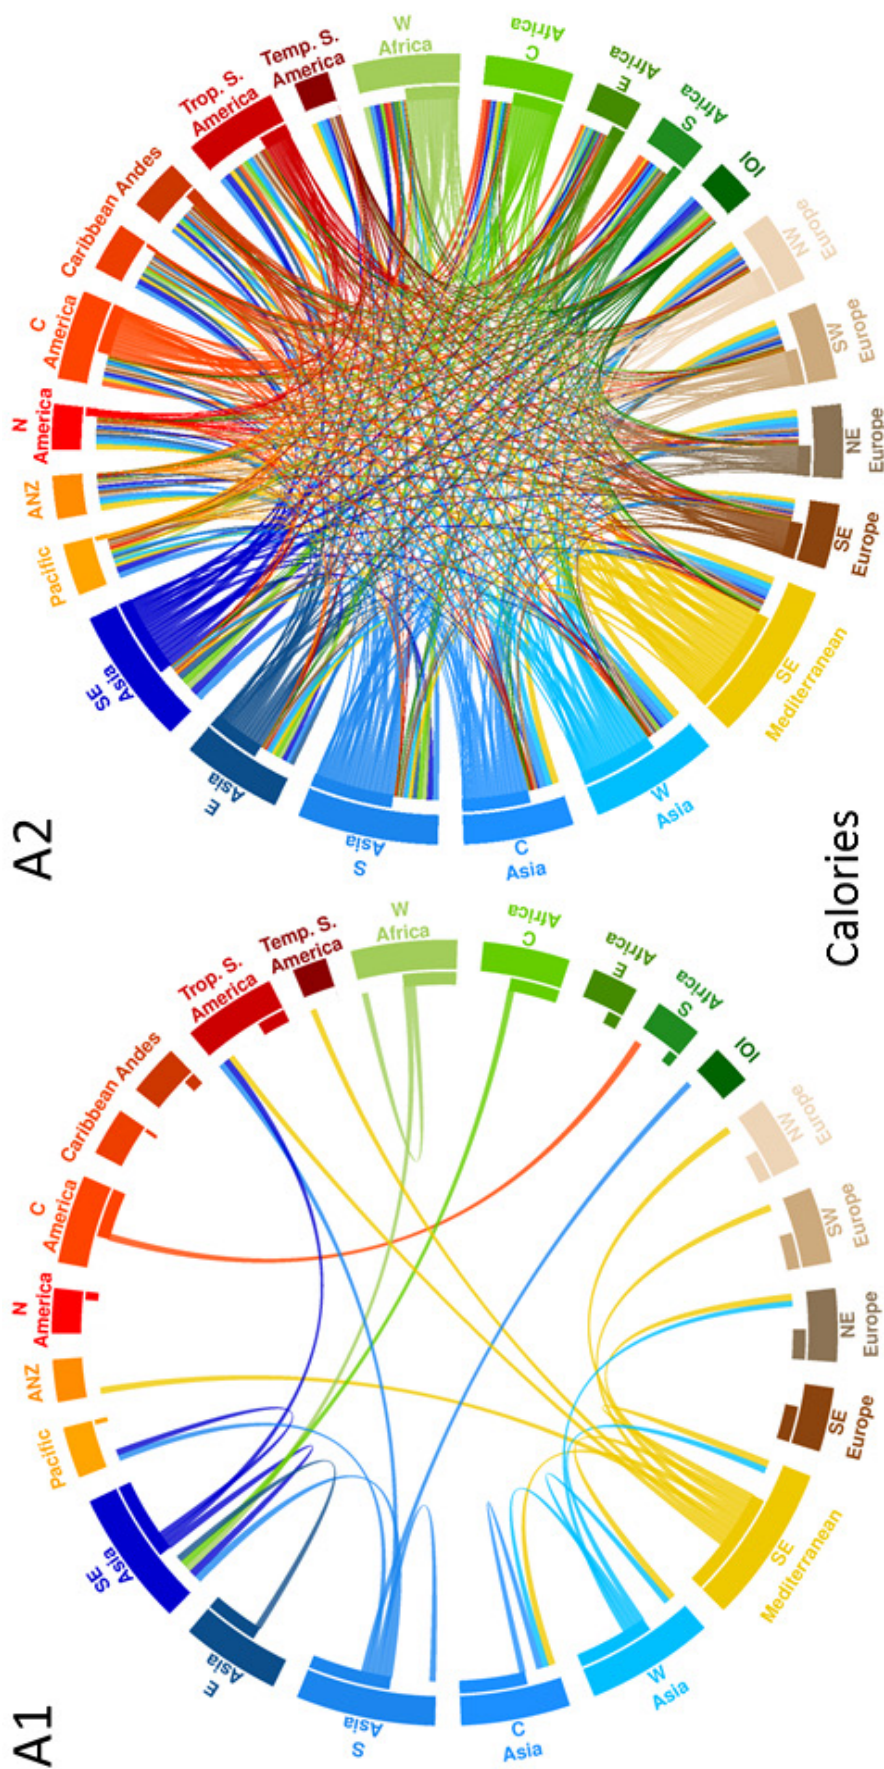 A1
A2
Calories
SE
Asia
Pacific
ANZ
N
America
C
America
Caribbean
Andes
Trop. S.
America
Temp. S.
America
W
Africa
C
Africa
E
Africa
S
Africa
IOI
NW
Europe
SW
Europe
NE
Europe
SE
Europe
SE
Mediterranean
W
Asia
C
Asia
S
Asia
E
Asia
SE
Asia
Pacific
ANZ
N
America
C
America
Caribbean
Andes
Trop. S.
America
Temp. S.
America
W
Africa
C
Africa
E
Africa
S
Africa
IOI
NW
Europe
SW
Europe
NE
Europe
SE
Europe
SE
Mediterranean
W
Asia
C
Asia
S
Asia
E
Asia